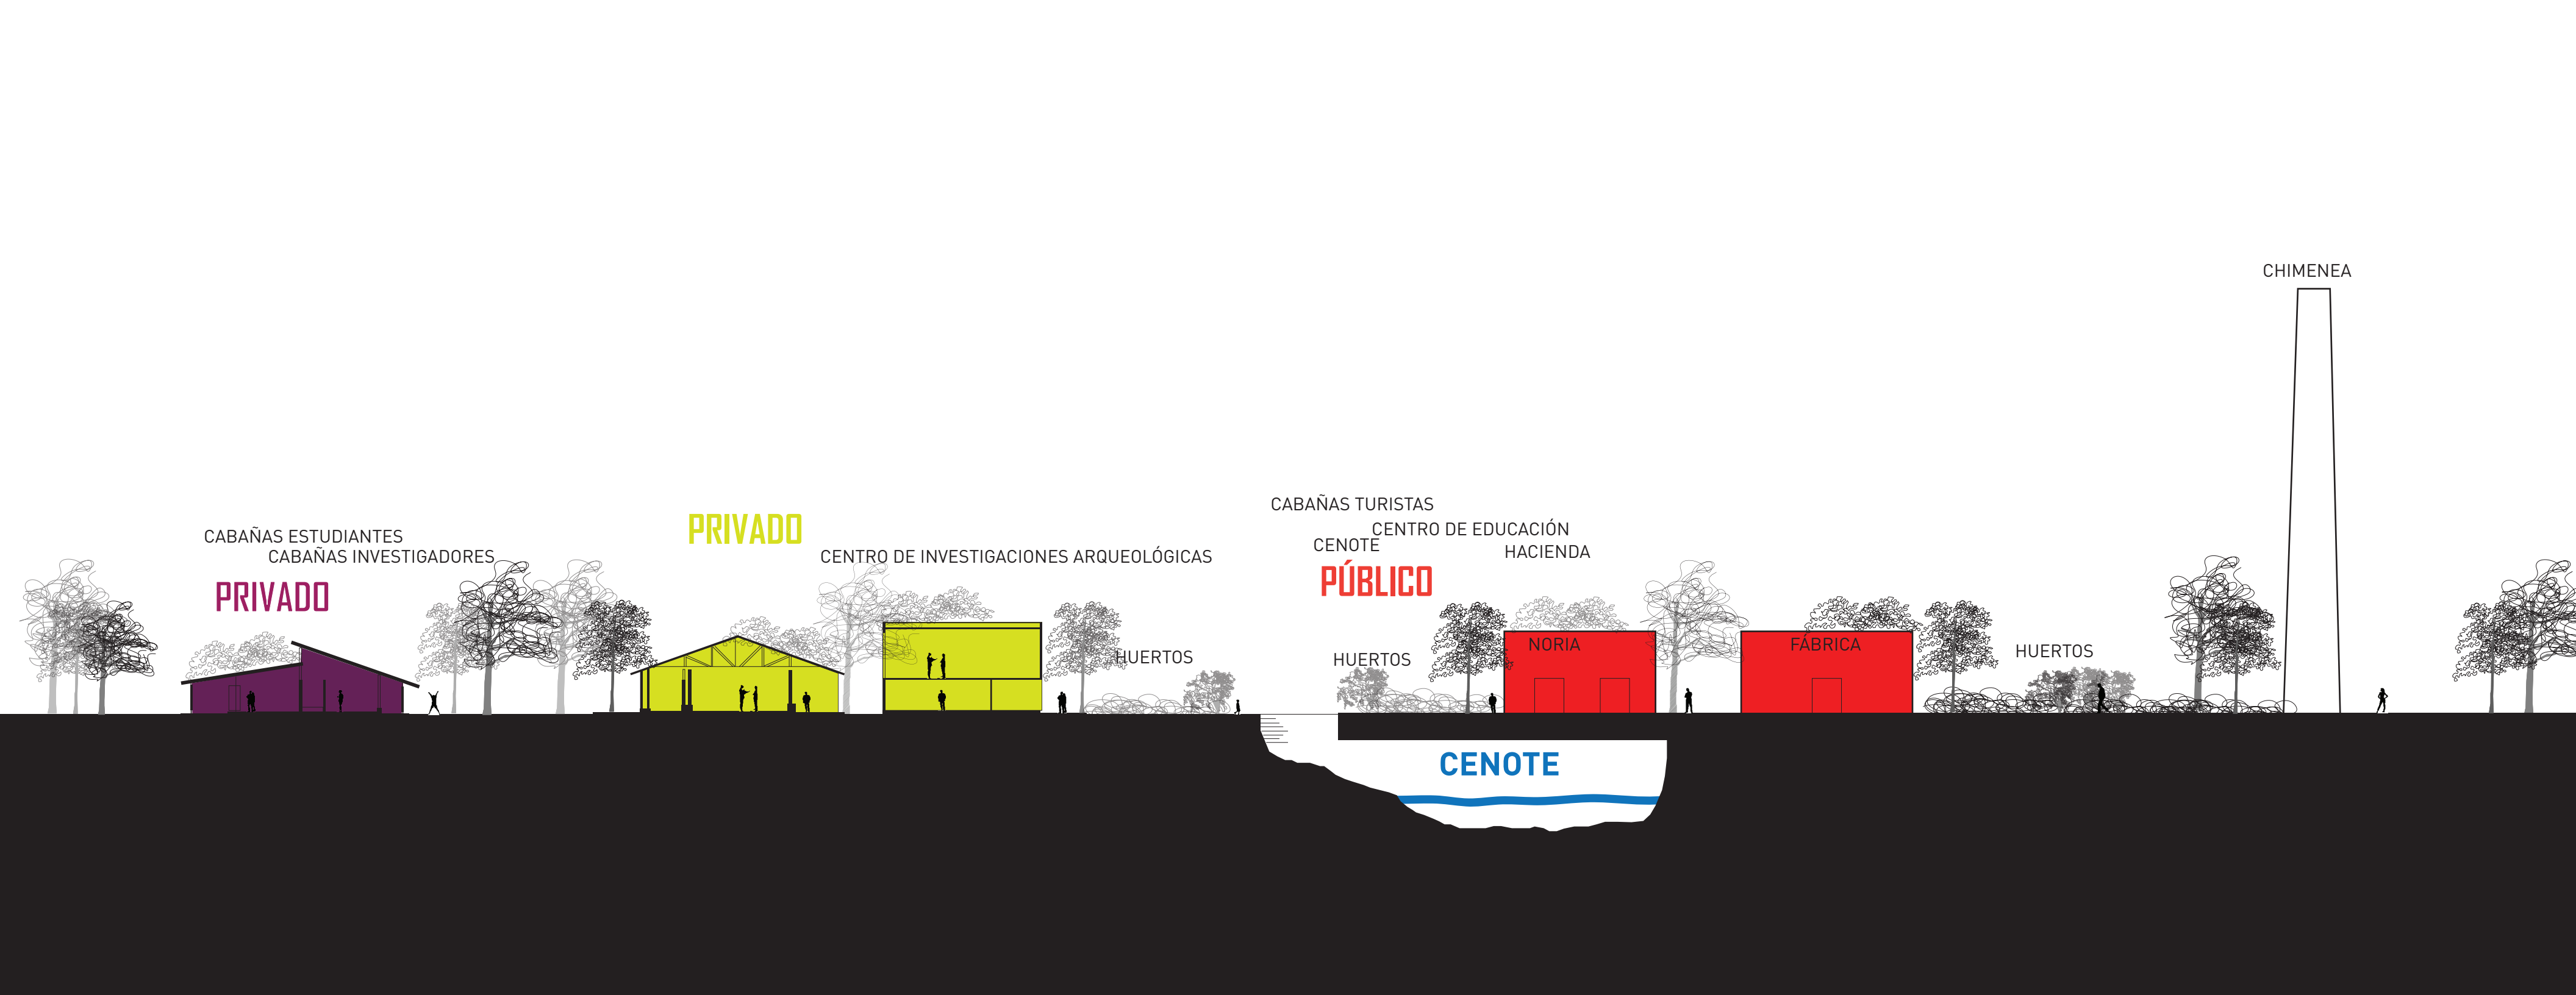 CHIMENEA
CABAÑAS ESTUDIANTES
CABAÑAS INVESTIGADORES
PRIVADO
PRIVADO
CENTRO DE INVESTIGACIONES ARQUEOLÓGICAS
HUERTOS
CABAÑAS TURISTAS
CENTRO DE EDUCACIÓN
CENOTE
HACIENDA
PÚBLICO
HUERTOS
NORIA
FÁBRICA
HUERTOS
CENOTE